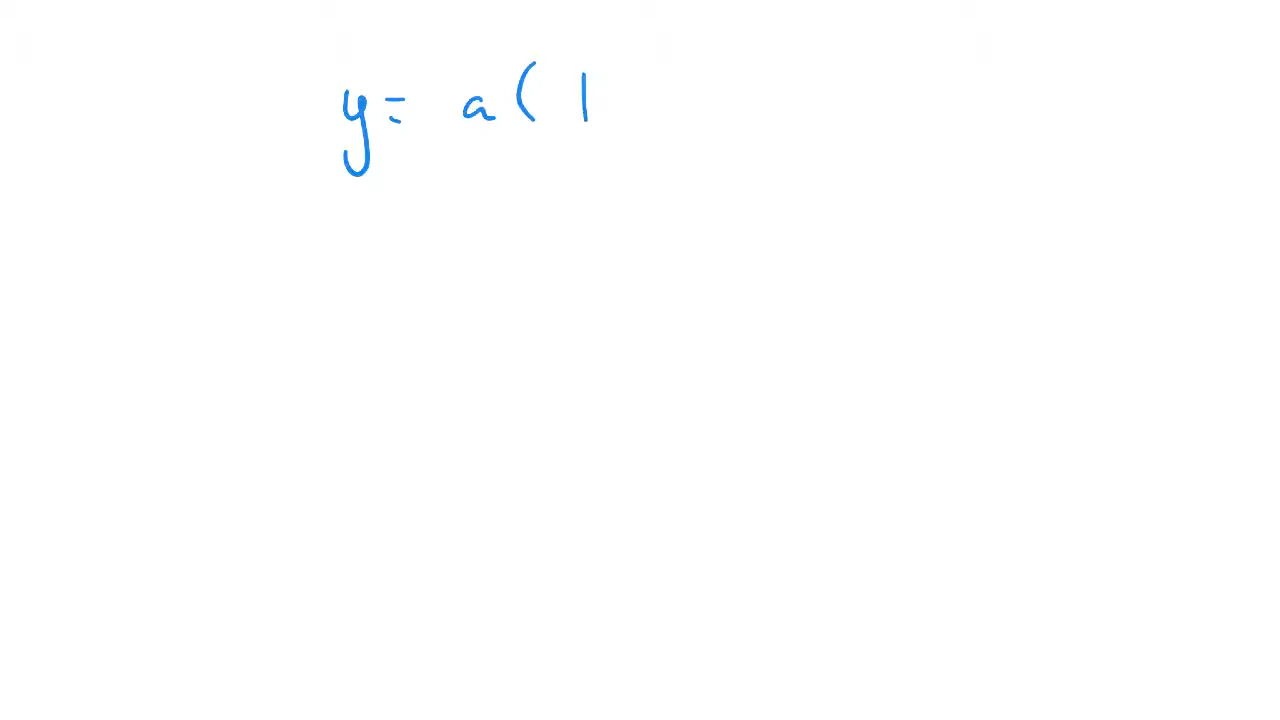 y = a ( 1